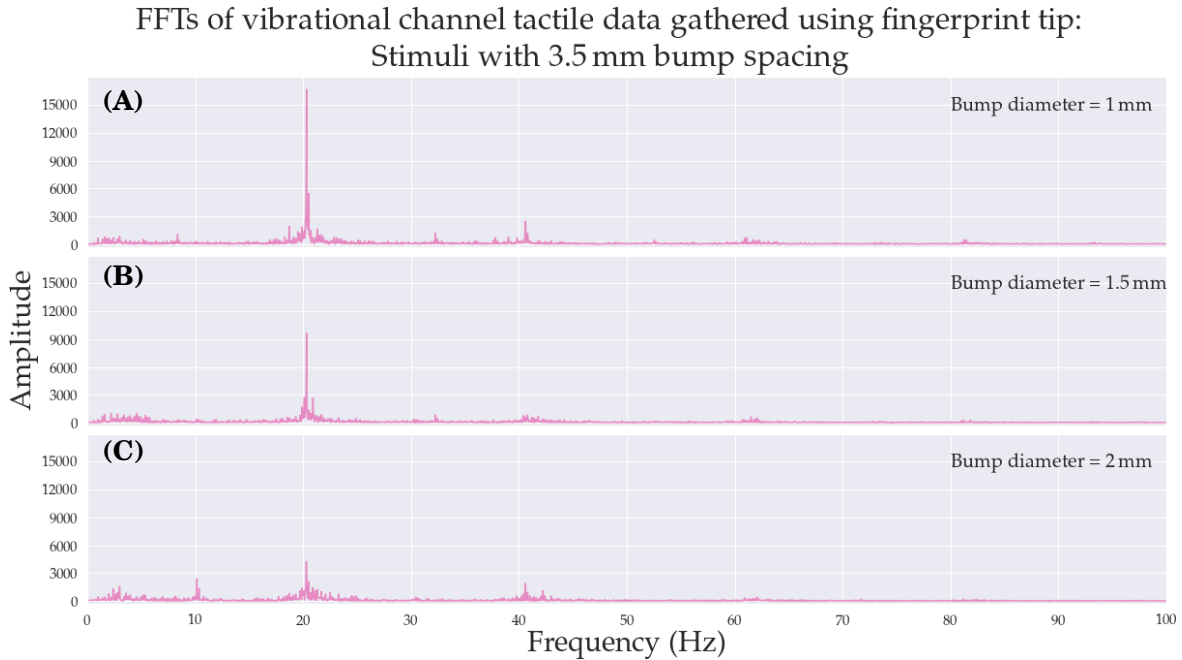 FFTs of vibrational channel tactile data gathered using fingerprint tip:
Stimuli with 3.5 mm bump spacing
(A)
Bump diameter = 1 mm
15000
12000
9000
6000
3000
0
(B)
Bump diameter = 1.5 mm
15000
12000
9000
6000
3000
0
Amplitude
(C)
Bump diameter = 2 mm
15000
12000
9000
6000
3000
0
0 10 20 30 40 50 60 70 80 90 100
Frequency (Hz)